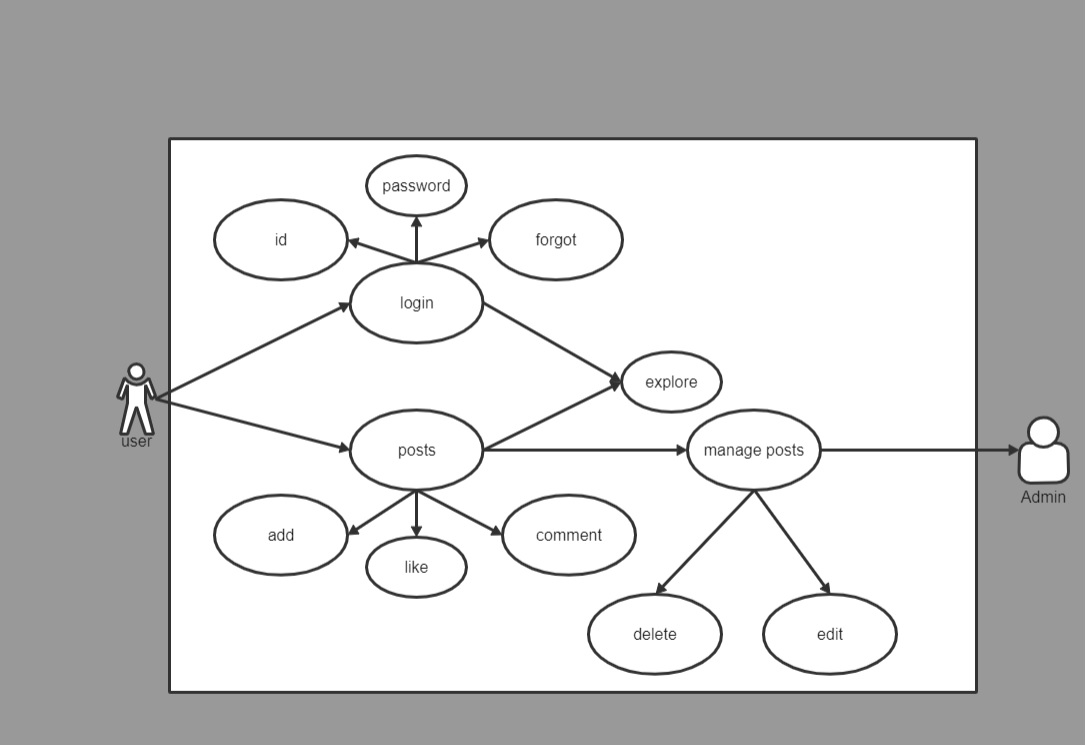 password
id
forgot
login
explore
user
posts
manage posts
Admin
add
comment
like
delete
edit